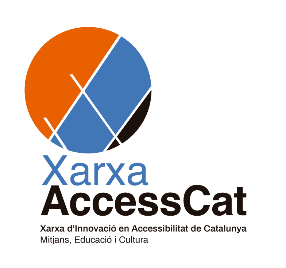 Xarxa
AccessCat
Xarxa d'Innovació en Accessibilitat de Catalunya
Mitjans, Educació i Cultura